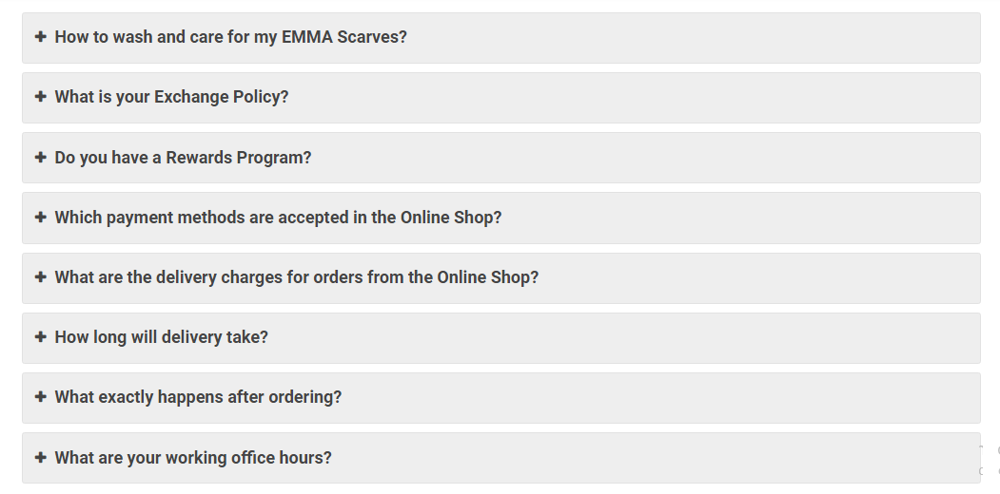 How to wash and care for my EMMA Scarves?
What is your Exchange Policy?
Do you have a Rewards Program?
Which payment methods are accepted in the Online Shop?
What are the delivery charges for orders from the Online Shop?
How long will delivery take?
What exactly happens after ordering?
What are your working office hours?